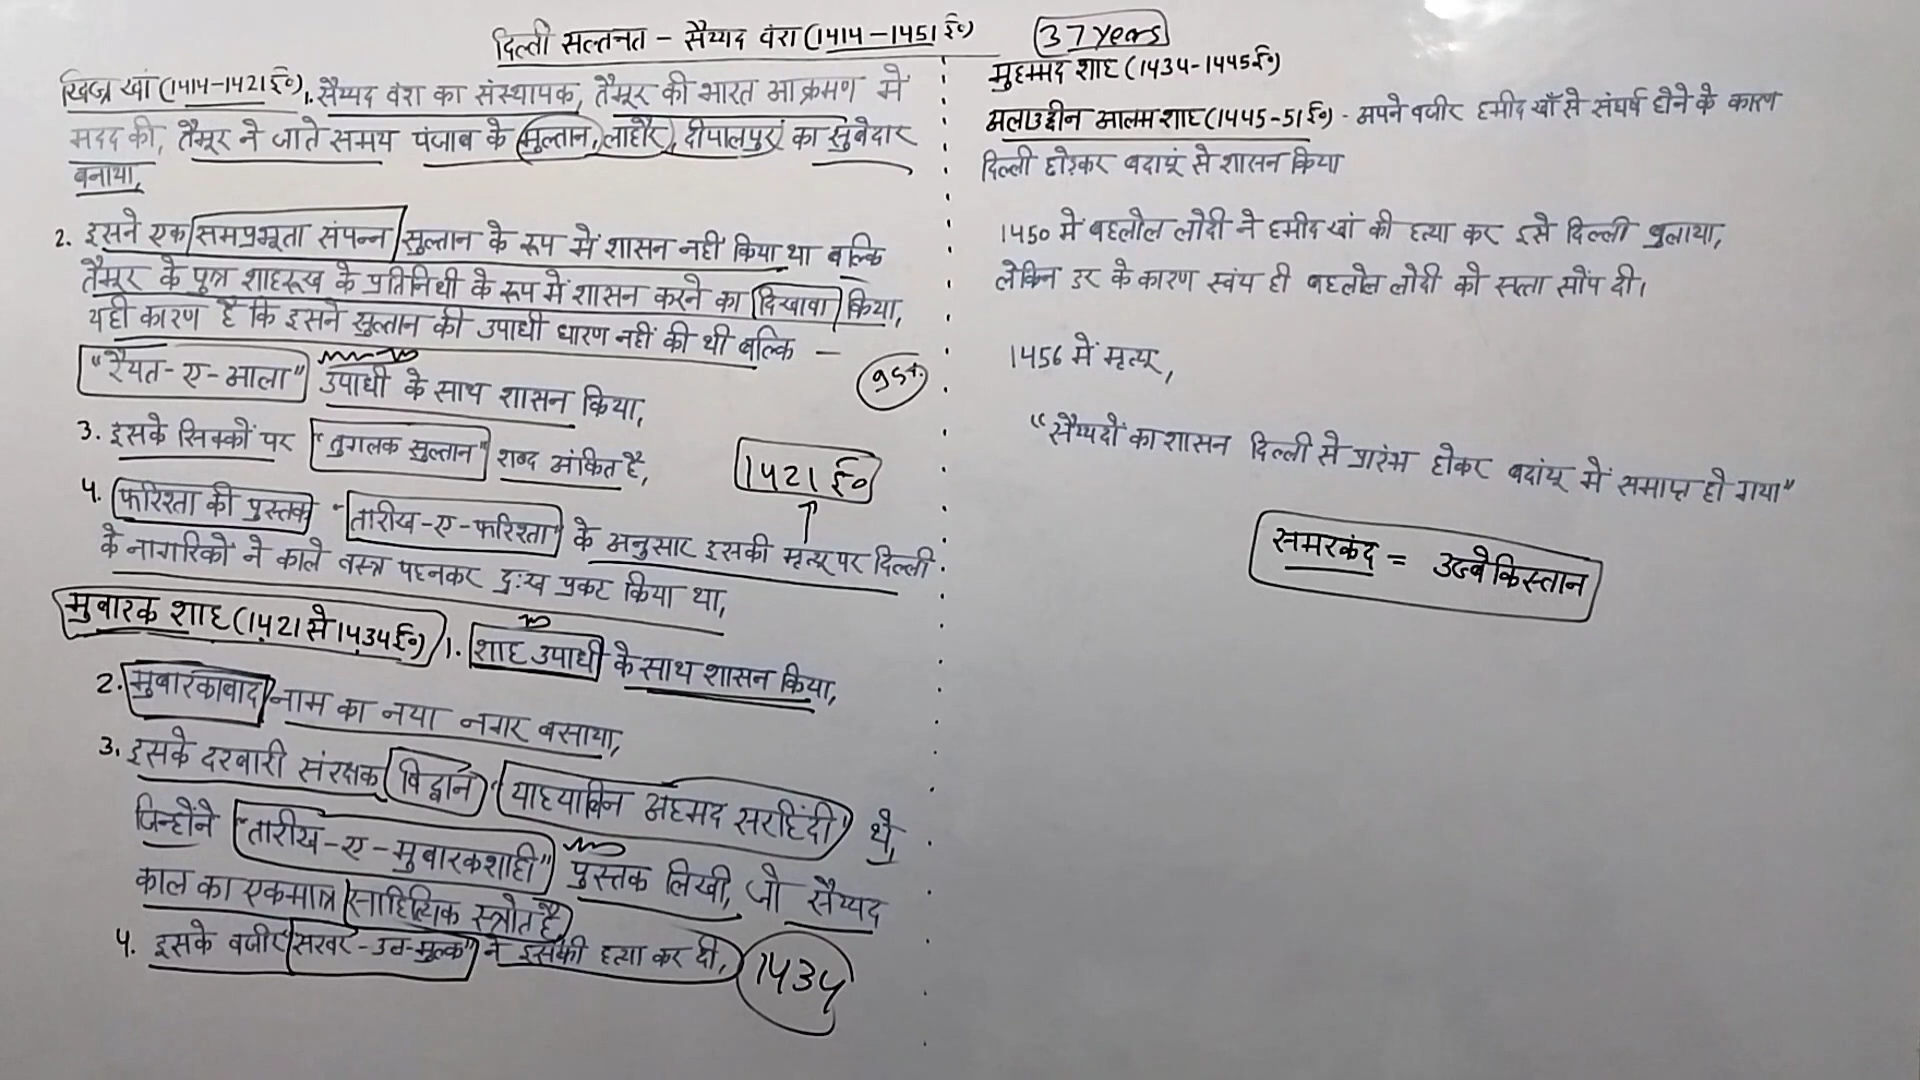 दिल्ली सल्तनत – सैय्यद वंश (1414–1451 ई०)
37 years
खिज्र खां (1414–1421 ई०) 1. सैय्यद वंश का संस्थापक, तैमूर की भारत आक्रमण में
मदद की, तैमूर ने जाते समय पंजाब के मुल्तान, लाहौर, दीपालपुर का सुबेदार
बनाया,
2. इसने एक समप्रभूता संपन्न सुल्तान के रूप में शासन नहीं किया था बल्कि
तैमूर के पुत्र शाहरूख के प्रतिनिधी के रूप में शासन करने का दिखावा किया,
यही कारण है कि इसने सुल्तान की उपाधी धारण नहीं की थी बल्कि –
"रैयत-ए-आला" उपाधी के साथ शासन किया,
3. इसके सिक्कों पर "तुगलक सुल्तान" शब्द अंकित है,
1421 ई०
4. फरिश्ता की पुस्तक "तारीख-ए-फरिश्ता" के अनुसार इसकी मृत्यू पर दिल्ली
के नागरिकों ने काले वस्त्र पहनकर दुःख प्रकट किया था,
मुबारक शाह (1421 से 1434 ई०) 1. शाह उपाधी के साथ शासन किया,
2. मुबारकाबाद नाम का नया नगर बसाया,
3. इसके दरबारी संरक्षक विद्वान "याहयाबिन अहमद सरहिंदी" थे,
जिन्होंने "तारीख-ए-मुबारकशाही" पुस्तक लिखी, जो सैय्यद
काल का एकमात्र साहित्यिक स्त्रोत है,
4. इसके वजीर "सरवर-उल-मुल्क" ने इसकी हत्या कर दी, 1434
मुहम्मद शाह (1434-1445 ई०)
अलाउद्दीन आलम शाह (1445-51 ई०) - अपने वजीर हमीद खाँ से संघर्ष होने के कारण
दिल्ली छोड़कर बदायूं से शासन किया
1450 में बहलोल लोदी ने हमीद खां की हत्या कर इसे दिल्ली बुलाया,
लेकिन डर के कारण स्वंय ही बहलोल लोदी को सत्ता सोंप दी।
1456 में मृत्यू,
"सैय्यदों का शासन दिल्ली से प्रारंभ होकर बदांयू में समाप्त हो गया"
समरकंद = उज्बेकिस्तान